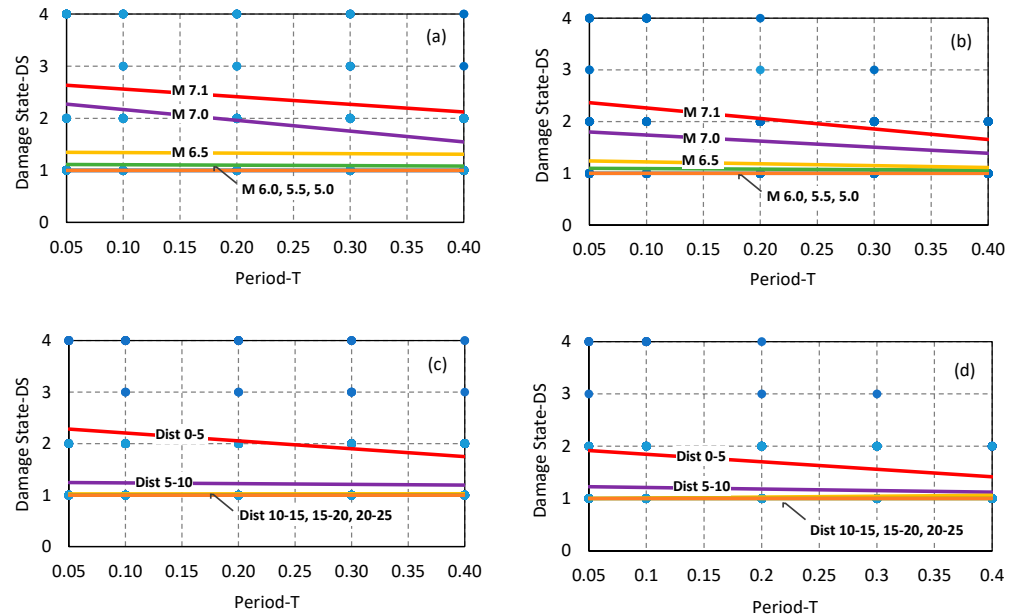 Damage State-DS
4
3
2
1
0
(a)
M 7.1
M 7.0
M 6.5
M 6.0, 5.5, 5.0
0.05 0.10 0.15 0.20 0.25 0.30 0.35 0.40
Period-T
Damage State-DS
4
3
2
1
0
(b)
M 7.1
M 7.0
M 6.5
M 6.0, 5.5, 5.0
0.05 0.10 0.15 0.20 0.25 0.30 0.35 0.40
Period-T
Damage State-DS
4
3
2
1
0
(c)
Dist 0-5
Dist 5-10
Dist 10-15, 15-20, 20-25
0.05 0.10 0.15 0.20 0.25 0.30 0.35 0.40
Period-T
Damage State-DS
4
3
2
1
0
(d)
Dist 0-5
Dist 5-10
Dist 10-15, 15-20, 20-25
0.05 0.1 0.15 0.2 0.25 0.3 0.35 0.4
Period-T